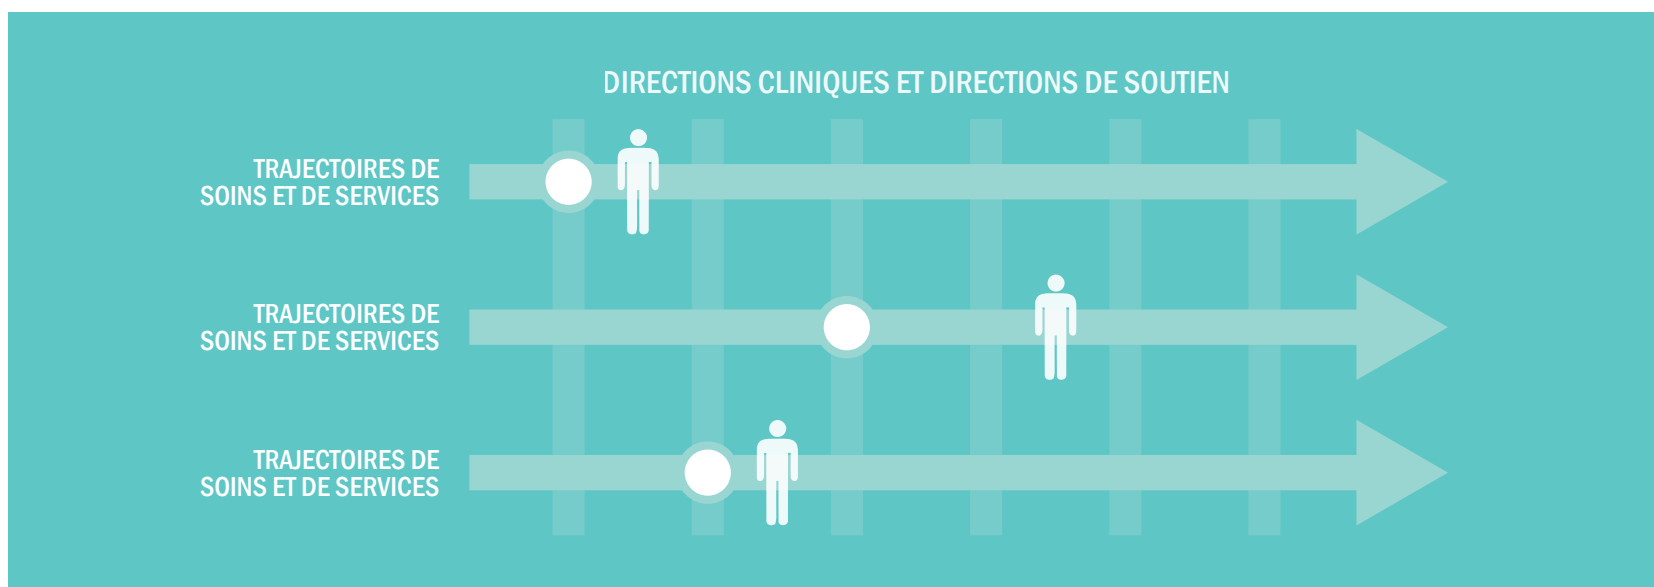 DIRECTIONS CLINIQUES ET DIRECTIONS DE SOUTIEN
TRAJECTOIRES DE
SOINS ET DE SERVICES
TRAJECTOIRES DE
SOINS ET DE SERVICES
TRAJECTOIRES DE
SOINS ET DE SERVICES